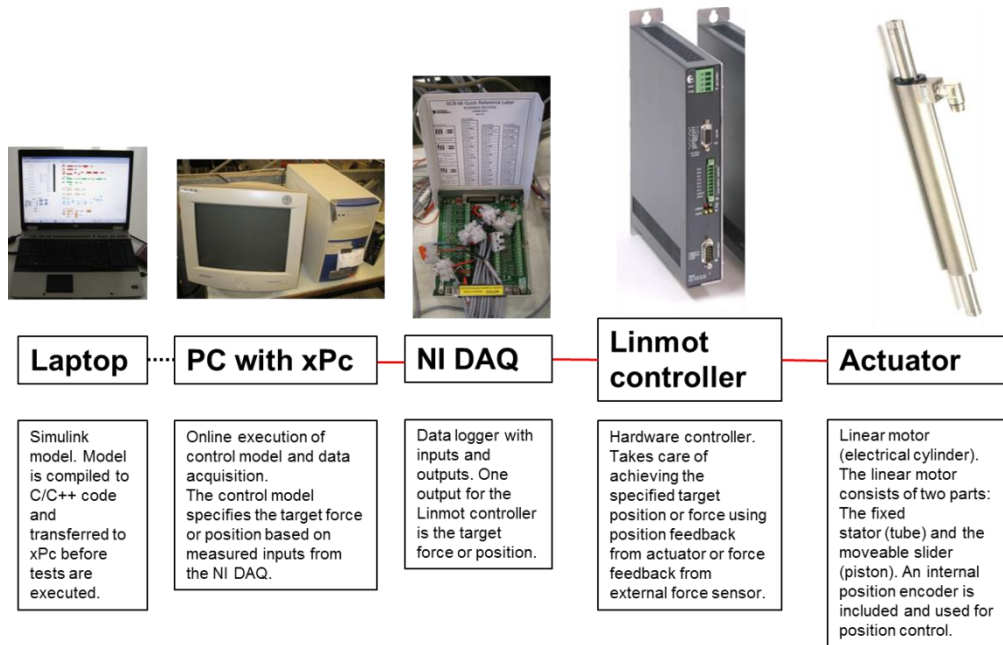 SCB-68 Quick Reference Label
Laptop
PC with xPc
NI DAQ
Linmot
controller
Actuator
Simulink
model. Model
is compiled to
C/C++ code
and
transferred to
xPc before
tests are
executed.
Online execution of
control model and data
acquisition.
The control model
specifies the target force
or position based on
measured inputs from
the NI DAQ.
Data logger with
inputs and
outputs. One
output for the
Linmot controller
is the target
force or position.
Hardware controller.
Takes care of
achieving the
specified target
position or force using
position feedback
from actuator or force
feedback from
external force sensor.
Linear motor
(electrical cylinder).
The linear motor
consists of two parts:
The fixed
stator (tube) and the
moveable slider
(piston). An internal
position encoder is
included and used for
position control.